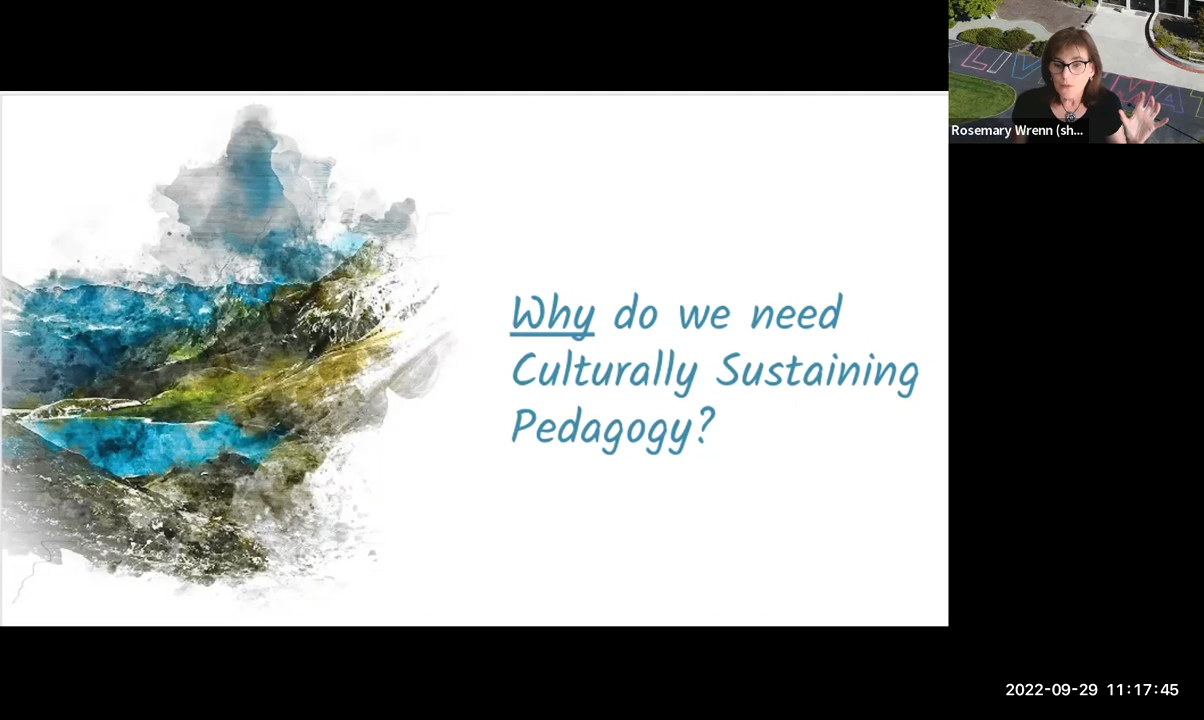 Rosemary Wrenn (sh...
Why do we need
Culturally Sustaining
Pedagogy?
2022-09-29 11:17:45